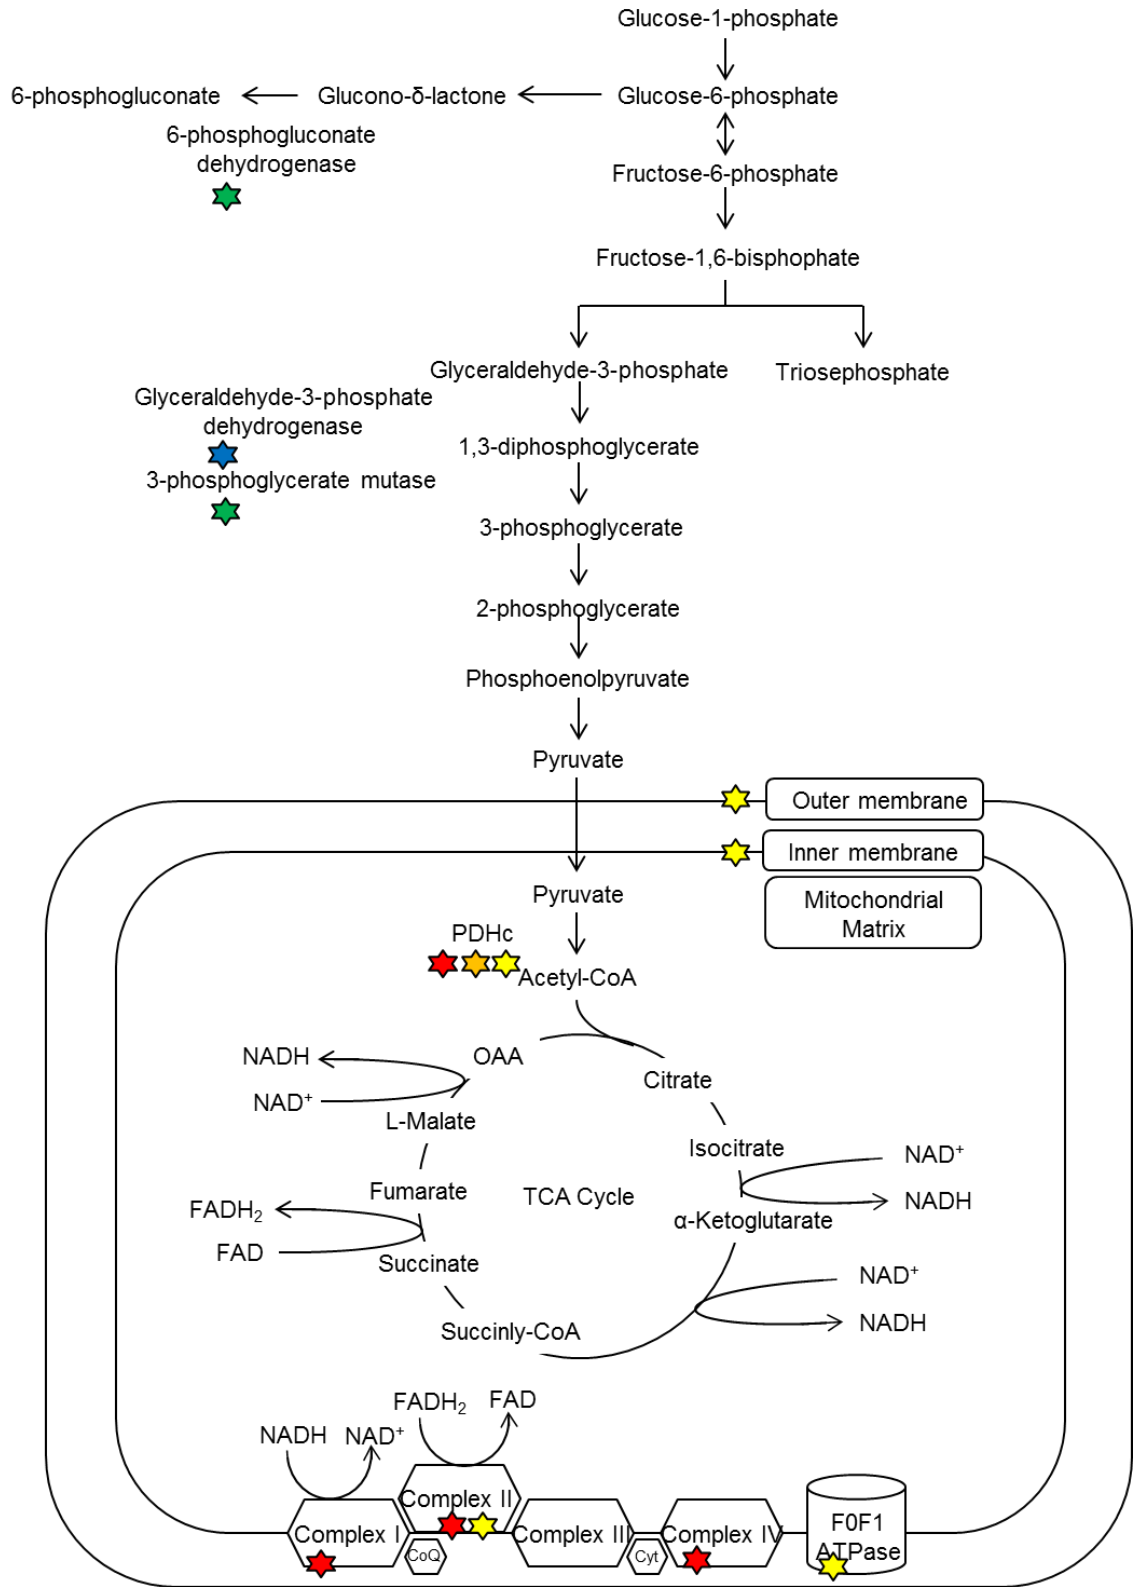 Glucose-1-phosphate
6-phosphogluconate
Glucono-δ-lactone
Glucose-6-phosphate
6-phosphogluconate
dehydrogenase
Fructose-6-phosphate
Fructose-1,6-bisphophate
Glyceraldehyde-3-phosphate
Triosephosphate
Glyceraldehyde-3-phosphate
dehydrogenase
1,3-diphosphoglycerate
3-phosphoglycerate mutase
3-phosphoglycerate
2-phosphoglycerate
Phosphoenolpyruvate
Pyruvate
Outer membrane
Inner membrane
Pyruvate
Mitochondrial
Matrix
PDHc
Acetyl-CoA
NADH
OAA
Citrate
NAD⁺
L-Malate
Isocitrate
NAD⁺
Fumarate
TCA Cycle
NADH
FADH₂
α-Ketoglutarate
FAD
Succinate
NAD⁺
Succinly-CoA
NADH
FADH₂
FAD
NADH
NAD⁺
Complex II
Complex I
CoQ
Complex III
Cyt
Complex IV
F0F1
ATPase